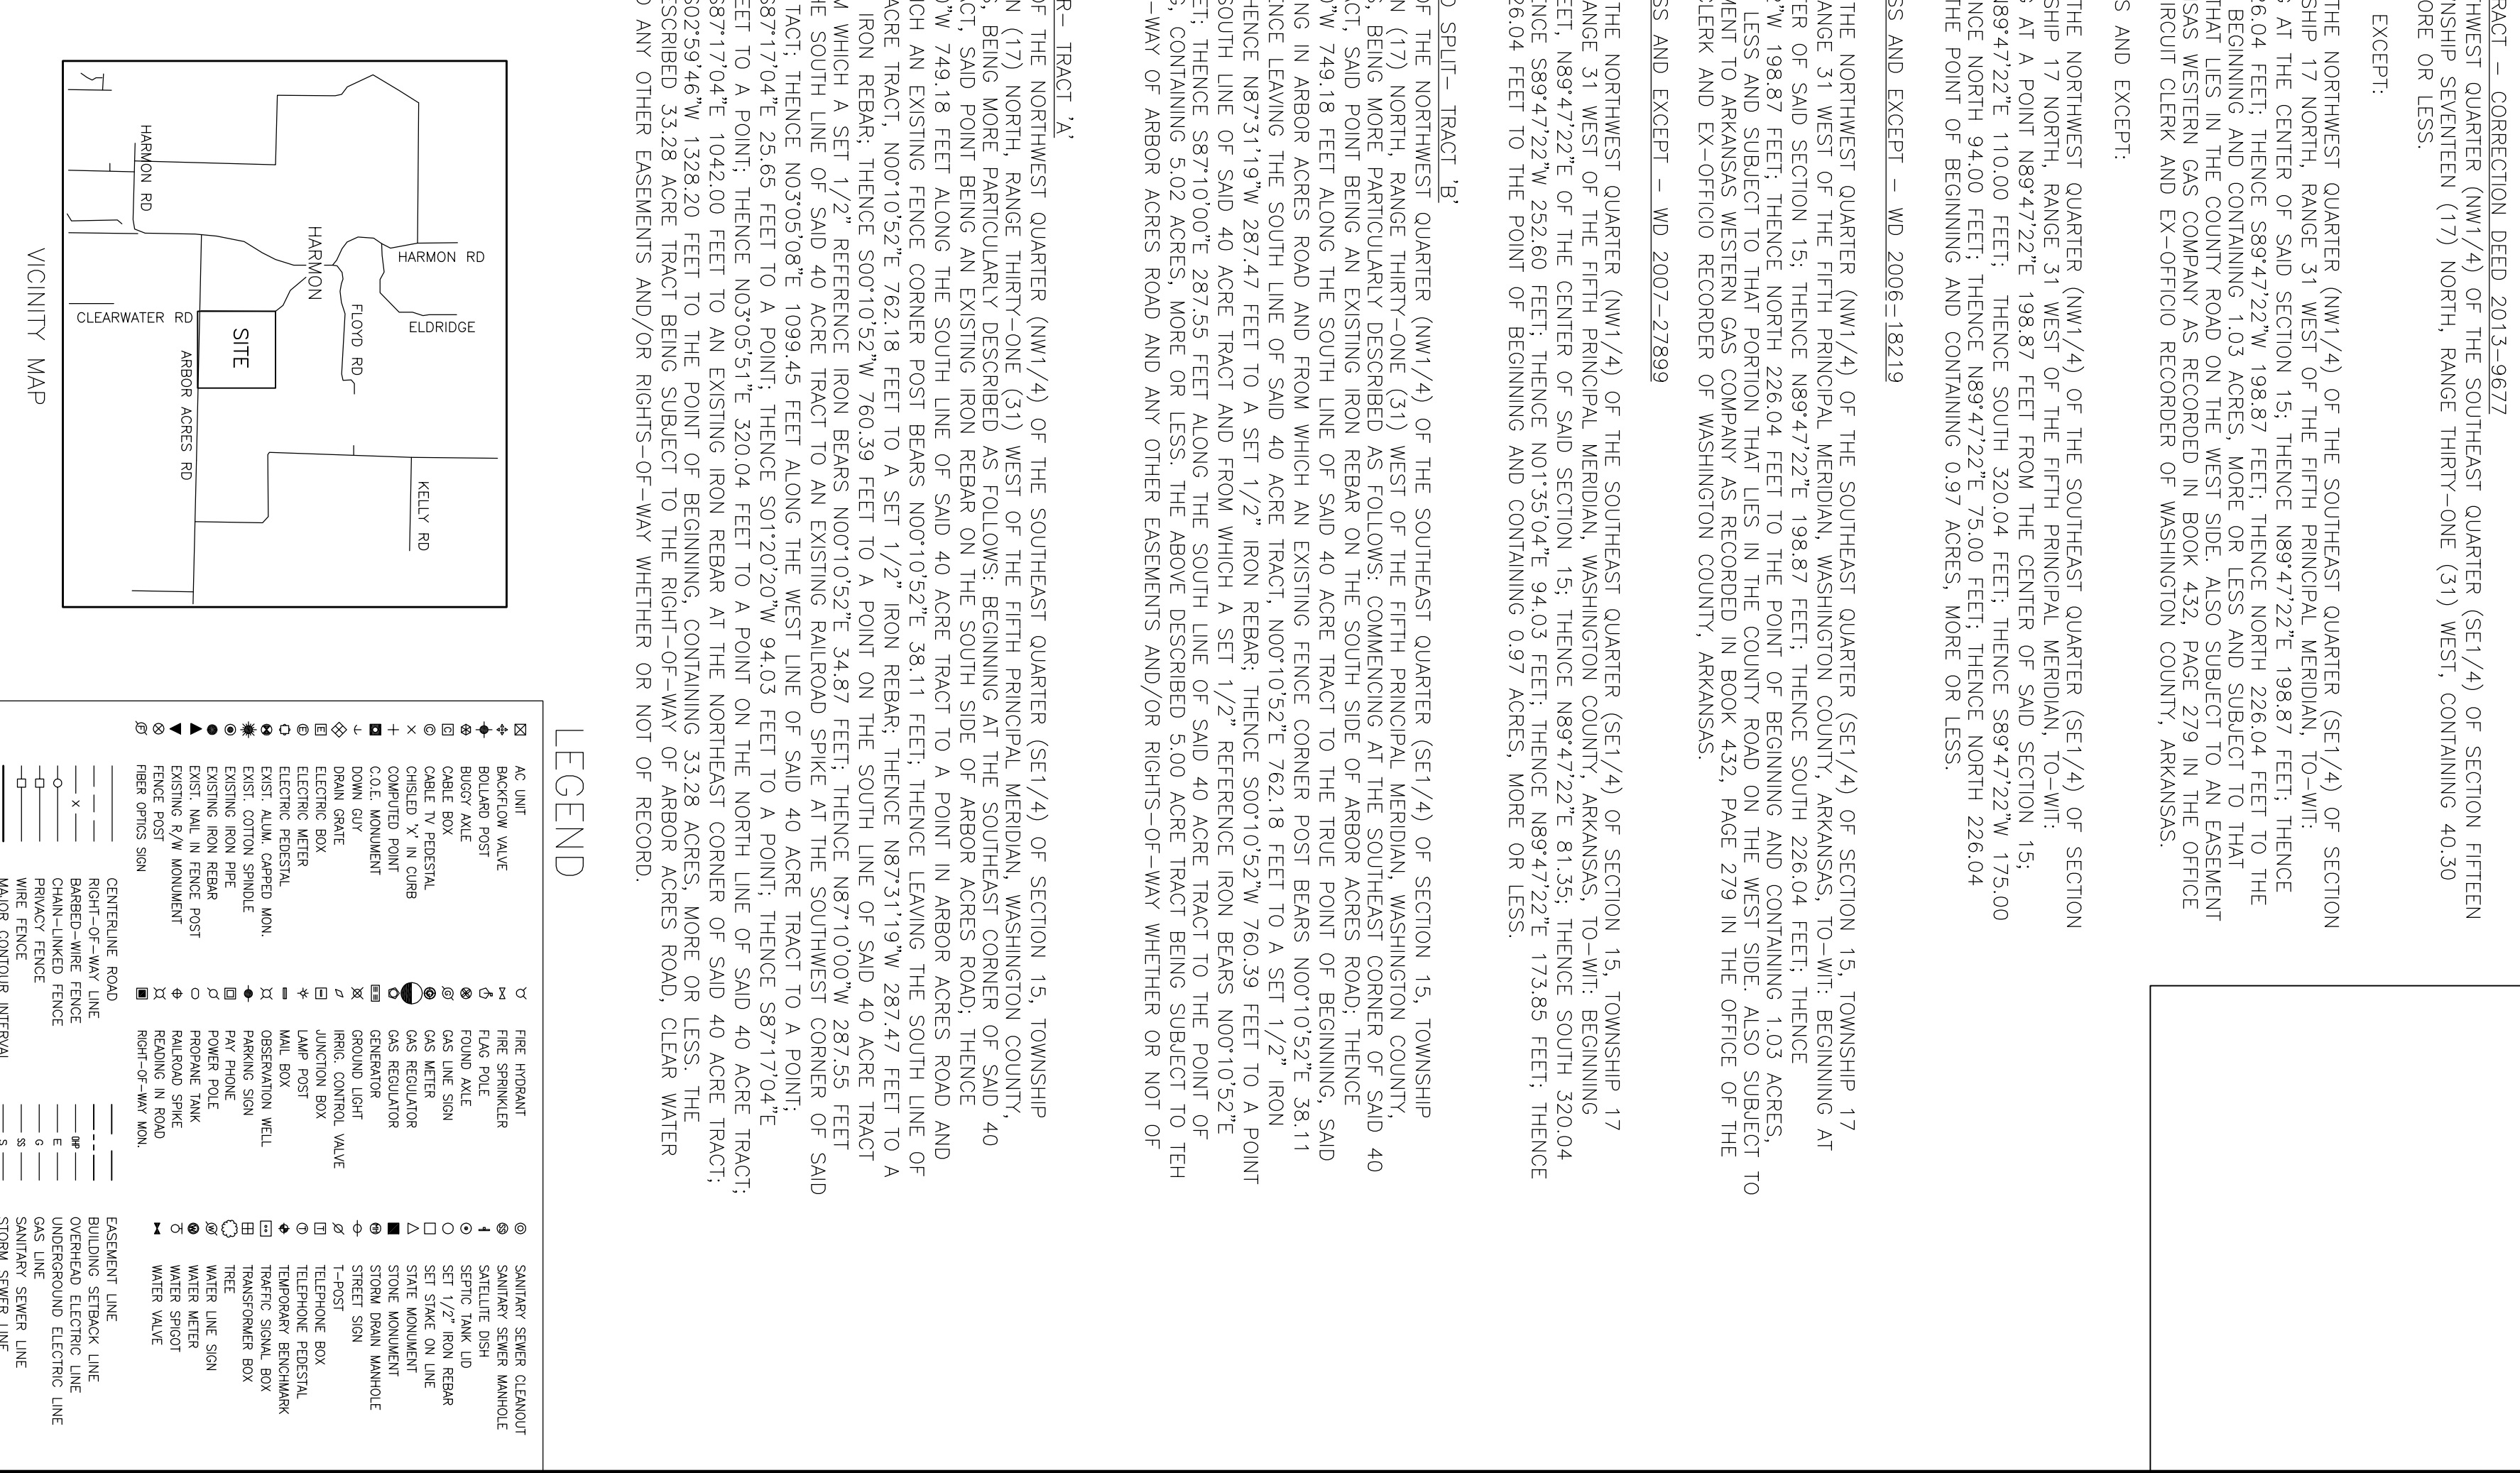 RACT – CORRECTION DEED 2013–9677
THWEST QUARTER (NW1/4) OF THE SOUTHEAST QUARTER (SE1/4) OF SECTION FIFTEEN
NSHIP SEVENTEEN (17) NORTH, RANGE THIRTY–ONE (31) WEST, CONTAINING 40.30
ORE OR LESS.
EXCEPT:
THE NORTHWEST QUARTER (NW1/4) OF THE SOUTHEAST QUARTER (SE1/4) OF SECTION
SHIP 17 NORTH, RANGE 31 WEST OF THE FIFTH PRINCIPAL MERIDIAN, TO–WIT:
G AT THE CENTER OF SAID SECTION 15; THENCE N89°47'22"E 198.87 FEET; THENCE
26.04 FEET; THENCE S89°47'22"W 198.87 FEET; THENCE NORTH 226.04 FEET TO THE
BEGINNING AND CONTAINING 1.03 ACRES, MORE OR LESS AND SUBJECT TO THAT
THAT LIES IN THE COUNTY ROAD ON THE WEST SIDE. ALSO SUBJECT TO AN EASEMENT
SAS WESTERN GAS COMPANY AS RECORDED IN BOOK 432, PAGE 279 IN THE OFFICE
IRCUIT CLERK AND EX–OFFICIO RECORDER OF WASHINGTON COUNTY, ARKANSAS.
S AND EXCEPT:
THE NORTHWEST QUARTER (NW1/4) OF THE SOUTHEAST QUARTER (SE1/4) OF SECTION
SHIP 17 NORTH, RANGE 31 WEST OF THE FIFTH PRINCIPAL MERIDIAN, TO–WIT:
G AT A POINT N89°47'22"E 198.87 FEET FROM THE CENTER OF SAID SECTION 15;
N89°47'22"E 110.00 FEET; THENCE SOUTH 320.04 FEET; THENCE S89°47'22"W 175.00
ENCE NORTH 94.00 FEET; THENCE N89°47'22"E 75.00 FEET; THENCE NORTH 226.04
THE POINT OF BEGINNING AND CONTAINING 0.97 ACRES, MORE OR LESS.
SS AND EXCEPT – WD 2006–18219
THE NORTHWEST QUARTER (NW1/4) OF THE SOUTHEAST QUARTER (SE1/4) OF SECTION 15, TOWNSHIP 17
ANGE 31 WEST OF THE FIFTH PRINCIPAL MERIDIAN, WASHINGTON COUNTY, ARKANSAS, TO–WIT: BEGINNING AT
TER OF SAID SECTION 15; THENCE N89°47'22"E 198.87 FEET; THENCE SOUTH 226.04 FEET; THENCE
"W 198.87 FEET; THENCE NORTH 226.04 FEET TO THE POINT OF BEGINNING AND CONTAINING 1.03 ACRES,
LESS AND SUBJECT TO THAT PORTION THAT LIES IN THE COUNTY ROAD ON THE WEST SIDE. ALSO SUBJECT TO
MENT TO ARKANSAS WESTERN GAS COMPANY AS RECORDED IN BOOK 432, PAGE 279 IN THE OFFICE OF THE
CLERK AND EX–OFFICIO RECORDER OF WASHINGTON COUNTY, ARKANSAS.
SS AND EXCEPT – WD 2007–27899
THE NORTHWEST QUARTER (NW1/4) OF THE SOUTHEAST QUARTER (SE1/4) OF SECTION 15, TOWNSHIP 17
ANGE 31 WEST OF THE FIFTH PRINCIPAL MERIDIAN, WASHINGTON COUNTY, ARKANSAS, TO–WIT: BEGINNING
EET, N89°47'22"E OF THE CENTER OF SAID SECTION 15; THENCE N89°47'22"E 81.35; THENCE SOUTH 320.04
ENCE S89°47'22"W 252.60 FEET; THENCE N01°35'04"E 94.03 FEET; THENCE N89°47'22"E 173.85 FEET; THENCE
26.04 FEET TO THE POINT OF BEGINNING AND CONTAINING 0.97 ACRES, MORE OR LESS.
D SPLIT– TRACT 'B'
OF THE NORTHWEST QUARTER (NW1/4) OF THE SOUTHEAST QUARTER (SE1/4) OF SECTION 15, TOWNSHIP
N (17) NORTH, RANGE THIRTY–ONE (31) WEST OF THE FIFTH PRINCIPAL MERIDIAN, WASHINGTON COUNTY,
S, BEING MORE PARTICULARLY DESCRIBED AS FOLLOWS: COMMENCING AT THE SOUTHEAST CORNER OF SAID 40
ACT, SAID POINT BEING AN EXISTING IRON REBAR ON THE SOUTH SIDE OF ARBOR ACRES ROAD; THENCE
0"W 749.18 FEET ALONG THE SOUTH LINE OF SAID 40 ACRE TRACT TO THE TRUE POINT OF BEGINNING, SAID
ING IN ARBOR ACRES ROAD AND FROM WHICH AN EXISTING FENCE CORNER POST BEARS N00°10'52"E 38.11
ENCE LEAVING THE SOUTH LINE OF SAID 40 ACRE TRACT, N00°10'52"E 762.18 FEET TO A SET 1/2" IRON
HENCE N87°31'19"W 287.47 FEET TO A SET 1/2" IRON REBAR; THENCE S00°10'52"W 760.39 FEET TO A POINT
SOUTH LINE OF SAID 40 ACRE TRACT AND FROM WHICH A SET 1/2" REFERENCE IRON BEARS N00°10'52"E
ET; THENCE S87°10'00"E 287.55 FEET ALONG THE SOUTH LINE OF SAID 40 ACRE TRACT TO THE POINT OF
G, CONTAINING 5.02 ACRES, MORE OR LESS. THE ABOVE DESCRIBED 5.00 ACRE TRACT BEING SUBJECT TO TEH
–WAY OF ARBOR ACRES ROAD AND ANY OTHER EASEMENTS AND/OR RIGHTS–OF–WAY WHETHER OR NOT OF
R– TRACT 'A'
OF THE NORTHWEST QUARTER (NW1/4) OF THE SOUTHEAST QUARTER (SE1/4) OF SECTION 15, TOWNSHIP
N (17) NORTH, RANGE THIRTY–ONE (31) WEST OF THE FIFTH PRINCIPAL MERIDIAN, WASHINGTON COUNTY,
S, BEING MORE PARTICULARLY DESCRIBED AS FOLLOWS: BEGINNING AT THE SOUTHEAST CORNER OF SAID 40
ACT, SAID POINT BEING AN EXISTING IRON REBAR ON THE SOUTH SIDE OF ARBOR ACRES ROAD; THENCE
0"W 749.18 FEET ALONG THE SOUTH LINE OF SAID 40 ACRE TRACT TO A POINT IN ARBOR ACRES ROAD AND
ICH AN EXISTING FENCE CORNER POST BEARS N00°10'52"E 38.11 FEET; THENCE LEAVING THE SOUTH LINE OF
ACRE TRACT, N00°10'52"E 762.18 FEET TO A SET 1/2" IRON REBAR; THENCE N87°31'19"W 287.47 FEET TO A
IRON REBAR; THENCE S00°10'52"W 760.39 FEET TO A POINT ON THE SOUTH LINE OF SAID 40 ACRE TRACT
M WHICH A SET 1/2" REFERENCE IRON BEARS N00°10'52"E 34.87 FEET; THENCE N87°10'00"W 287.55 FEET
HE SOUTH LINE OF SAID 40 ACRE TRACT TO AN EXISTING RAILROAD SPIKE AT THE SOUTHWEST CORNER OF SAID
TACT; THENCE N03°05'08"E 1099.45 FEET ALONG THE WEST LINE OF SAID 40 ACRE TRACT TO A POINT;
S87°17'04"E 25.65 FEET TO A POINT; THENCE S01°20'20"W 94.03 FEET TO A POINT; THENCE S87°17'04"E
EET TO A POINT; THENCE N03°05'51"E 320.04 FEET TO A POINT ON THE NORTH LINE OF SAID 40 ACRE TRACT;
S87°17'04"E 1042.00 FEET TO AN EXISTING IRON REBAR AT THE NORTHEAST CORNER OF SAID 40 ACRE TRACT;
S02°59'46"W 1328.20 FEET TO THE POINT OF BEGINNING, CONTAINING 33.28 ACRES, MORE OR LESS. THE
ESCRIBED 33.28 ACRE TRACT BEING SUBJECT TO THE RIGHT–OF–WAY OF ARBOR ACRES ROAD, CLEAR WATER
D ANY OTHER EASEMENTS AND/OR RIGHTS–OF–WAY WHETHER OR NOT OF RECORD.
HARMON RD
ELDRIDGE
KELLY RD
FLOYD RD
HARMON
SITE
CLEARWATER RD
ARBOR ACRES RD
HARMON RD
VICINITY MAP
LEGEND
AC UNIT
BACKFLOW VALVE
BOLLARD POST
BUGGY AXLE
CABLE BOX
CABLE TV PEDESTAL
CHISLED 'X' IN CURB
COMPUTED POINT
C.O.E. MONUMENT
DOWN GUY
DRAIN GRATE
ELECTRIC BOX
ELECTRIC METER
ELECTRIC PEDESTAL
EXIST. ALUM. CAPPED MON.
EXIST. COTTON SPINDLE
EXISTING IRON PIPE
EXISTING IRON REBAR
EXIST. NAIL IN FENCE POST
EXISTING R/W MONUMENT
FENCE POST
FIBER OPTICS SIGN
FIRE HYDRANT
FIRE SPRINKLER
FLAG POLE
FOUND AXLE
GAS LINE SIGN
GAS METER
GAS REGULATOR
GAS REGULATOR
GENERATOR
GROUND LIGHT
IRRIG. CONTROL VALVE
JUNCTION BOX
LAMP POST
MAIL BOX
OBSERVATION WELL
PARKING SIGN
PAY PHONE
POWER POLE
PROPANE TANK
RAILROAD SPIKE
READING IN ROAD
RIGHT–OF–WAY MON.
SANITARY SEWER CLEANOUT
SANITARY SEWER MANHOLE
SATELLITE DISH
SEPTIC TANK LID
SET 1/2" IRON REBAR
SET STAKE ON LINE
STATE MONUMENT
STONE MONUMENT
STORM DRAIN MANHOLE
STREET SIGN
T–POST
TELEPHONE BOX
TELEPHONE PEDESTAL
TEMPORARY BENCHMARK
TRAFFIC SIGNAL BOX
TRANSFORMER BOX
TREE
WATER LINE SIGN
WATER METER
WATER SPIGOT
WATER VALVE
CENTERLINE ROAD
RIGHT–OF–WAY LINE
X BARBED–WIRE FENCE
CHAIN–LINKED FENCE
PRIVACY FENCE
WIRE FENCE
MAJOR CONTOUR INTERVAL
EASEMENT LINE
BUILDING SETBACK LINE
OHP OVERHEAD ELECTRIC LINE
E UNDERGROUND ELECTRIC LINE
G GAS LINE
SS SANITARY SEWER LINE
S STORM SEWER LINE